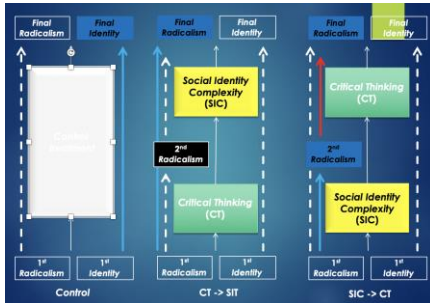 Final
Radicalism
Final
Identity
Final
Radicalism
Final
Identity
Final
Radicalism
Final
Identity
Social Identity
Complexity
(SIC)
Critical Thinking
(CT)
2nd
Radicalism
2nd
Radicalism
Critical Thinking
(CT)
Social Identity
Complexity
(SIC)
1st
Radicalism
1st
Identity
1st
Radicalism
1st
Identity
1st
Radicalism
1st
Identity
Control
CT -> SIT
SIC -> CT